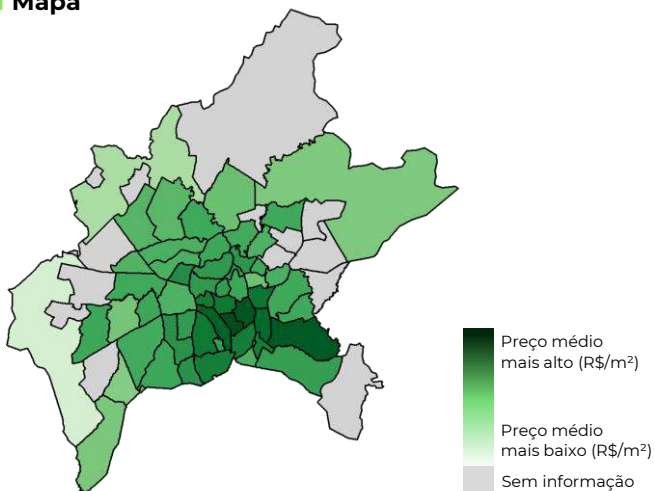 Mapa
Preço médio
mais alto (R$/m²)
Preço médio
mais baixo (R$/m²)
Sem informação